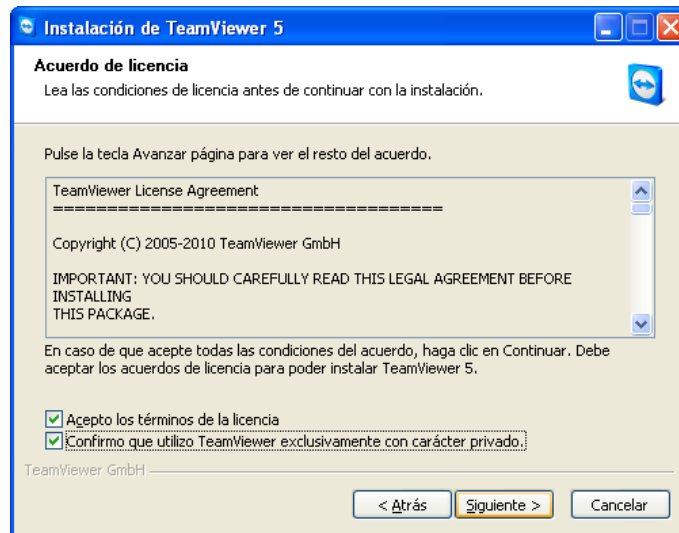 Instalación de TeamViewer 5
Acuerdo de licencia
Lea las condiciones de licencia antes de continuar con la instalación.
Pulse la tecla Avanzar página para ver el resto del acuerdo.
TeamViewer License Agreement
====================================
Copyright (C) 2005-2010 TeamViewer GmbH
IMPORTANT: YOU SHOULD CAREFULLY READ THIS LEGAL AGREEMENT BEFORE
INSTALLING
THIS PACKAGE.
En caso de que acepte todas las condiciones del acuerdo, haga clic en Continuar. Debe
aceptar los acuerdos de licencia para poder instalar TeamViewer 5.
Acepto los términos de la licencia
Confirmo que utilizo TeamViewer exclusivamente con carácter privado.
TeamViewer GmbH
< Atrás
Siguiente >
Cancelar